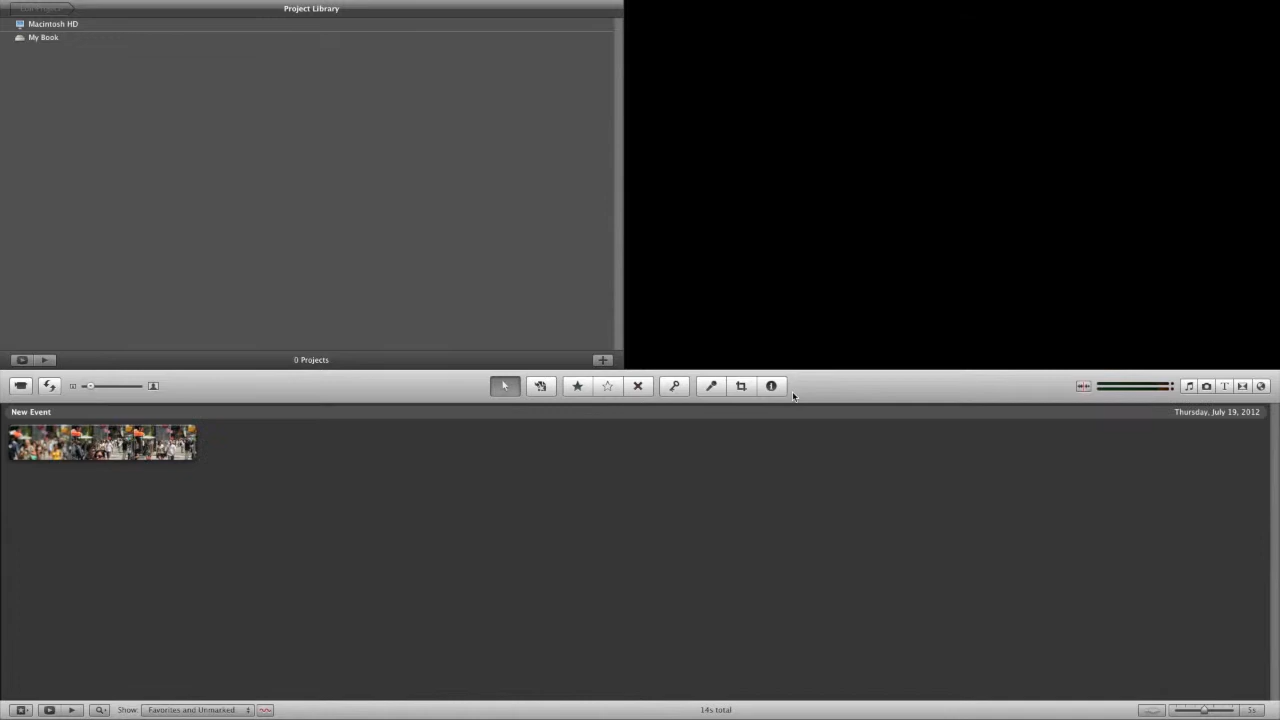 Project Library
Macintosh HD
My Book
0 Projects
New Event
Thursday, July 19, 2012
Show:
Favorites and Unmarked
14s total
5s